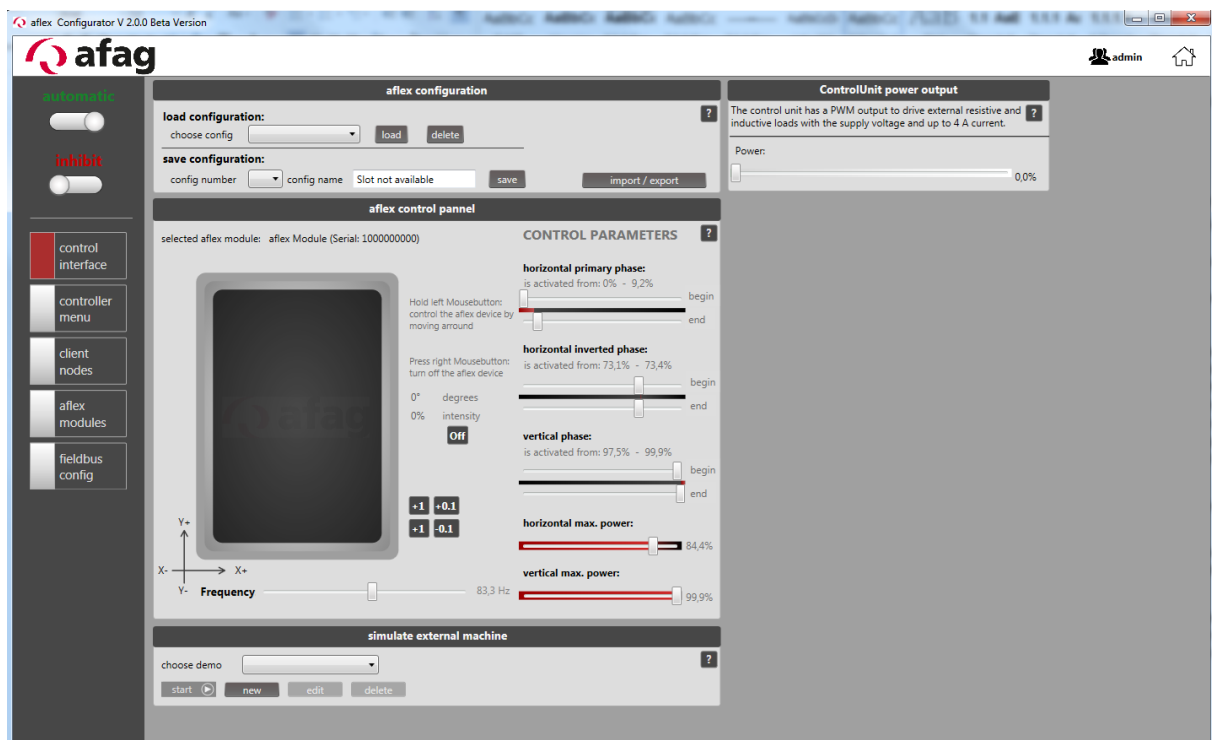 aflex Configurator V 2.0.0 Beta Version
afag
admin
automatic
inhibit
control
interface
controller
menu
client
nodes
aflex
modules
fieldbus
config
aflex configuration
load configuration:
?
choose config
load
delete
save configuration:
config number
config name
Slot not available
save
import / export
aflex control pannel
selected aflex module: aflex Module (Serial: 1000000000)
CONTROL PARAMETERS
?
afag
Hold left Mousebutton:
control the aflex device by
moving arround
Press right Mousebutton:
turn off the aflex device
0° degrees
0% intensity
Off
+1 +0.1
+1 -0.1
Y+
X- X+
Y-
Frequency
83,3 Hz
horizontal primary phase:
is activated from: 0% - 9,2%
begin
end
horizontal inverted phase:
is activated from: 73,1% - 73,4%
begin
end
vertical phase:
is activated from: 97,5% - 99,9%
begin
end
horizontal max. power:
84,4%
vertical max. power:
99,9%
simulate external machine
choose demo
?
start new edit delete
ControlUnit power output
The control unit has a PWM output to drive external resistive and
inductive loads with the supply voltage and up to 4 A current.
?
Power:
0,0%